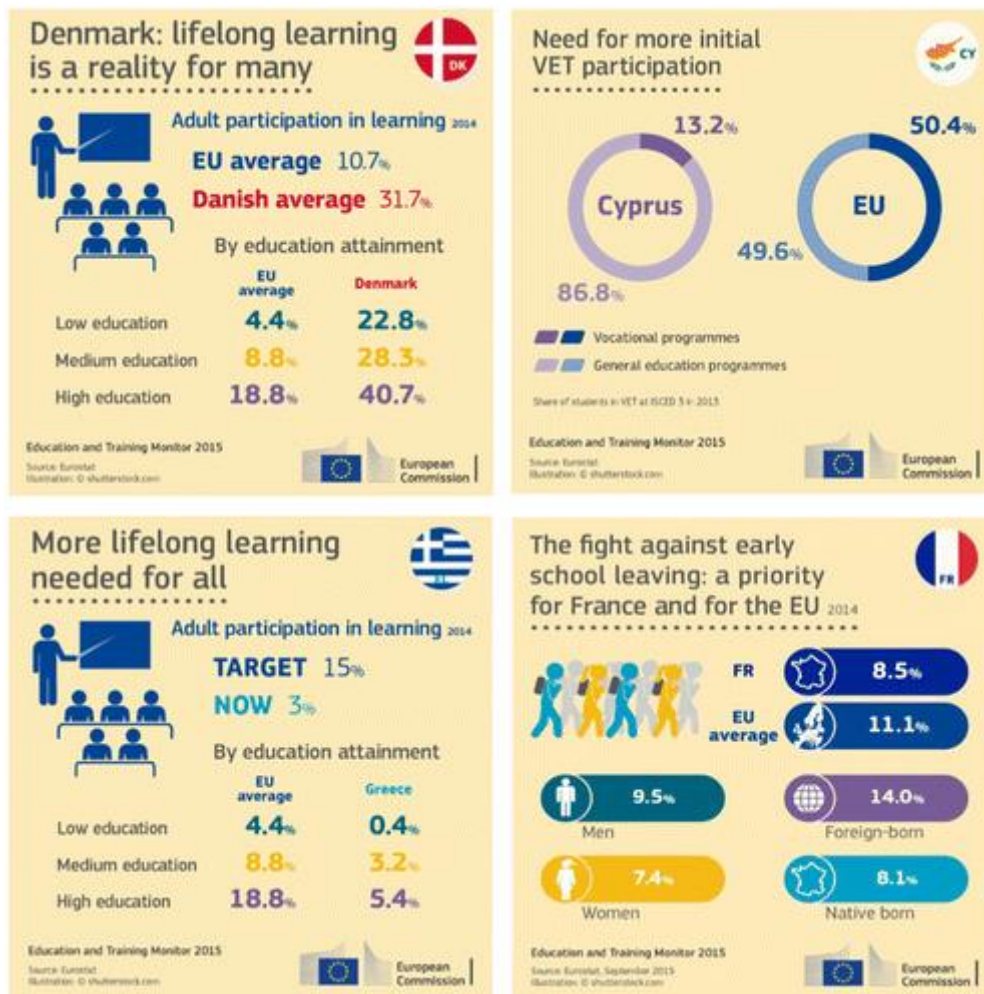 Denmark: lifelong learning
is a reality for many
DK
Adult participation in learning 2014
EU average 10.7%
Danish average 31.7%
By education attainment
EU
average
Denmark
Low education 4.4% 22.8%
Medium education 8.8% 28.3%
High education 18.8% 40.7%
Education and Training Monitor 2015
Source: Eurostat
Illustration: © shutterstock.com
European
Commission
Need for more initial
VET participation
CY
13.2%
Cyprus
86.8%
50.4%
EU
49.6%
Vocational programmes
General education programmes
Share of students in VET at ISCED 3 in 2013
Education and Training Monitor 2015
Source: Eurostat
Illustration: © shutterstock.com
European
Commission
More lifelong learning
needed for all
Adult participation in learning 2014
TARGET 15%
NOW 3%
By education attainment
EU
average
Greece
Low education 4.4% 0.4%
Medium education 8.8% 3.2%
High education 18.8% 5.4%
Education and Training Monitor 2015
Source: Eurostat
Illustration: © shutterstock.com
European
Commission
The fight against early
school leaving: a priority
for France and for the EU 2014
FR
FR 8.5%
EU
average
11.1%
9.5%
Men
14.0%
Foreign-born
7.4%
Women
8.1%
Native born
Education and Training Monitor 2015
Source: Eurostat, September 2015
Illustration: © shutterstock.com
European
Commission